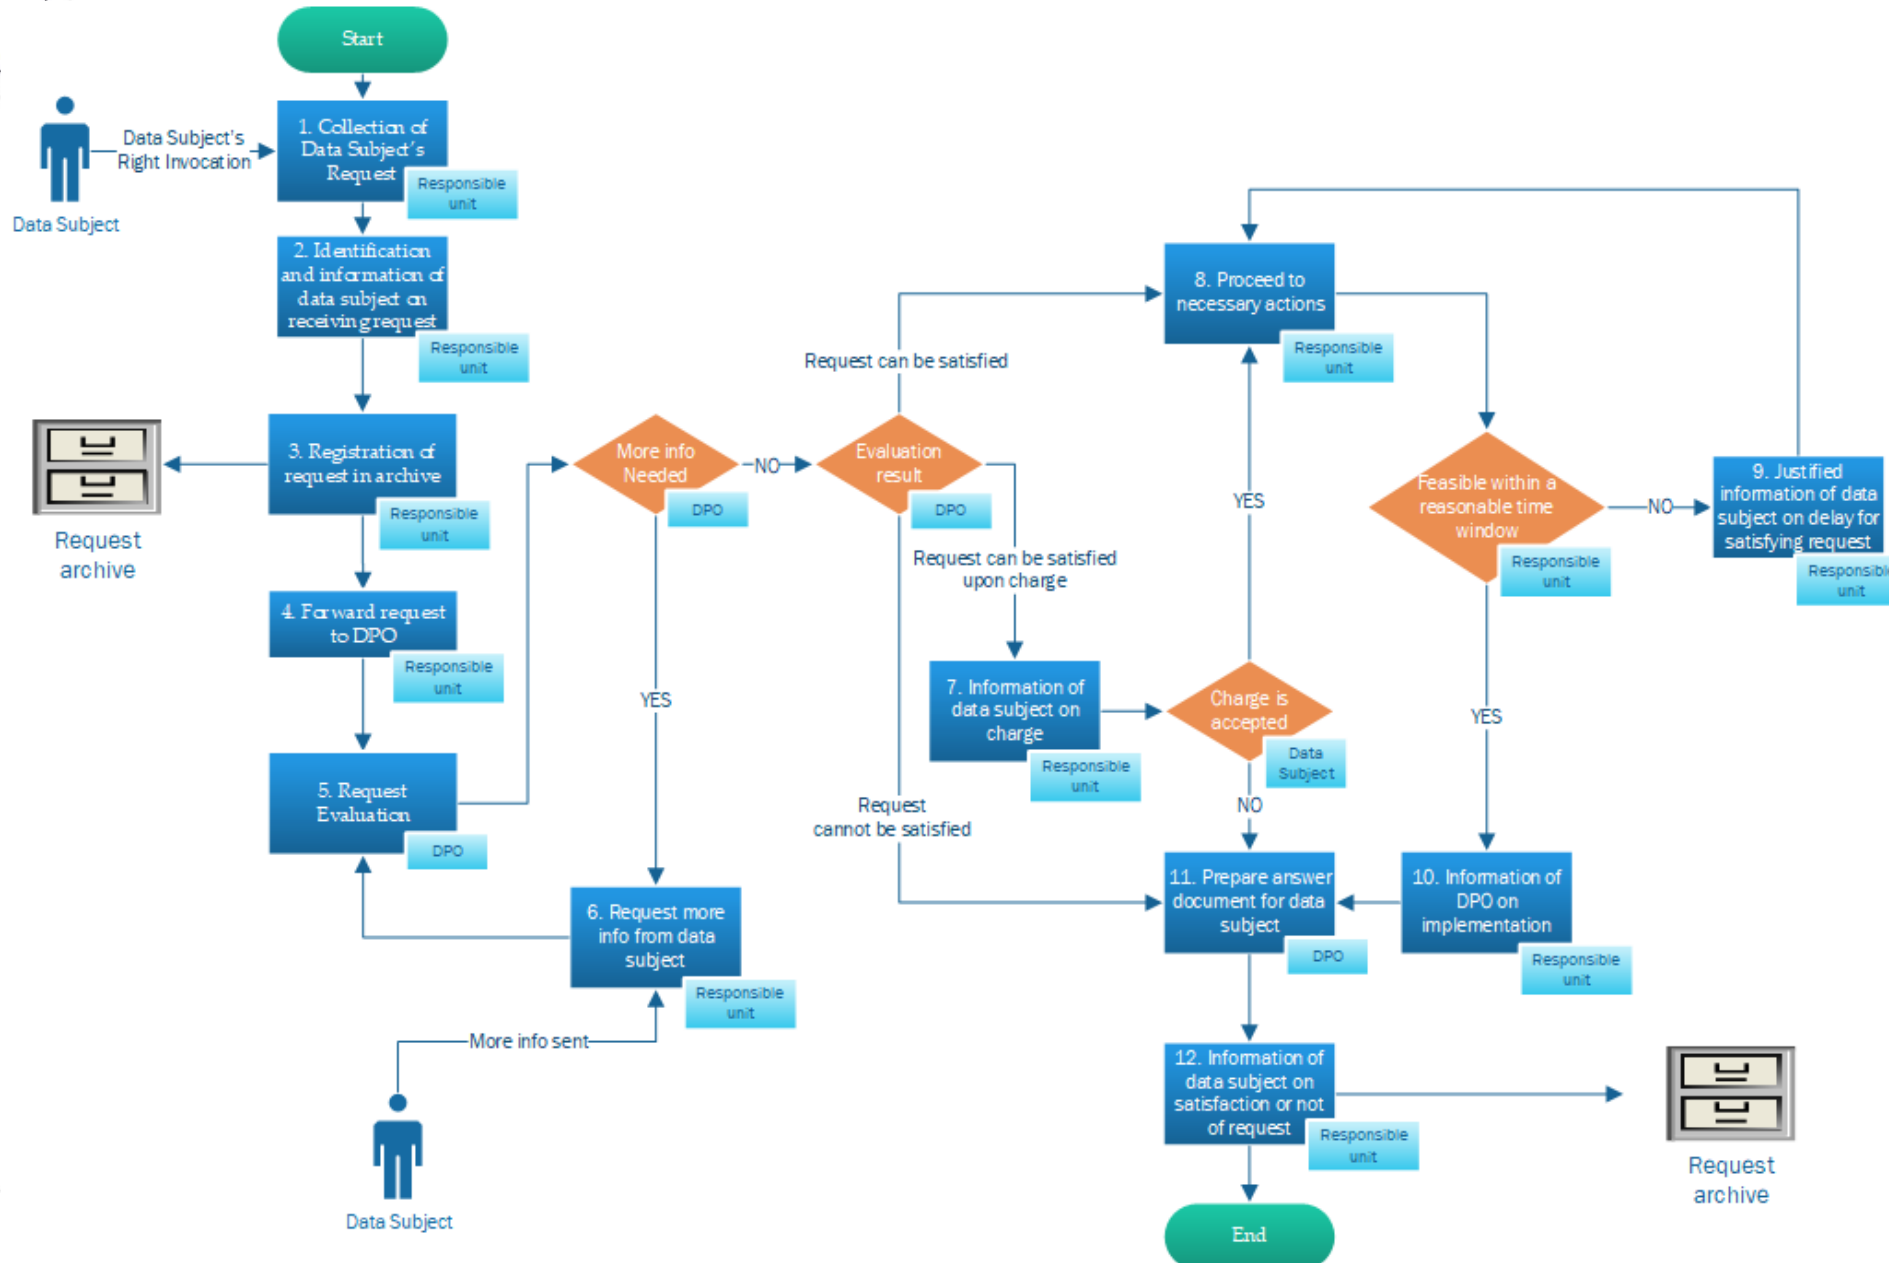 Start
Data Subject's
Right Invocation
Data Subject
1. Collection of
Data Subject's
Request
Responsible
unit
2. Identification
and information of
data subject on
receiving request
Responsible
unit
3. Registration of
request in archive
Responsible
unit
Request
archive
4. Forward request
to DPO
Responsible
unit
5. Request
Evaluation
DPO
More info
Needed
DPO
NO
YES
6. Request more
info from data
subject
Responsible
unit
More info sent
Data Subject
Evaluation
result
DPO
Request can be satisfied
Request can be satisfied
upon charge
Request
cannot be satisfied
7. Information of
data subject on
charge
Responsible
unit
Charge is
accepted
Data
Subject
YES
NO
8. Proceed to
necessary actions
Responsible
unit
Feasible within a
reasonable time
window
Responsible
unit
NO
YES
9. Justified
information of data
subject on delay for
satisfying request
Responsible
unit
10. Information of
DPO on
implementation
Responsible
unit
11. Prepare answer
document for data
subject
DPO
12. Information of
data subject on
satisfaction or not
of request
Responsible
unit
Request
archive
End